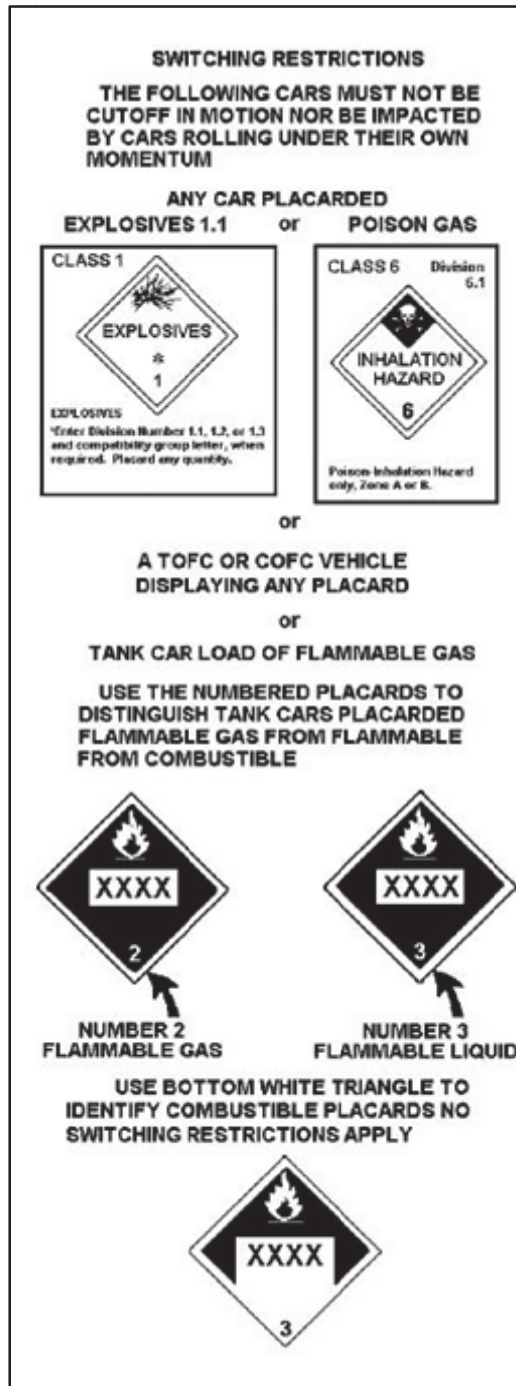 SWITCHING RESTRICTIONS
THE FOLLOWING CARS MUST NOT BE
CUTOFF IN MOTION NOR BE IMPACTED
BY CARS ROLLING UNDER THEIR OWN
MOMENTUM
ANY CAR PLACARDED
EXPLOSIVES 1.1 or POISON GAS
CLASS 1
EXPLOSIVES
*
1
EXPLOSIVES
*Enter Division Number 1.1, 1.2, or 1.3
and compatibility group letter, when
required. Placard any quantity.
CLASS 6 Division
6.1
INHALATION
HAZARD
6
Poison-Inhalation Hazard
only, Zone A or B.
or
A TOFC OR COFC VEHICLE
DISPLAYING ANY PLACARD
or
TANK CAR LOAD OF FLAMMABLE GAS
USE THE NUMBERED PLACARDS TO
DISTINGUISH TANK CARS PLACARDED
FLAMMABLE GAS FROM FLAMMABLE
FROM COMBUSTIBLE
XXXX
2
NUMBER 2
FLAMMABLE GAS
XXXX
3
NUMBER 3
FLAMMABLE LIQUID
USE BOTTOM WHITE TRIANGLE TO
IDENTIFY COMBUSTIBLE PLACARDS NO
SWITCHING RESTRICTIONS APPLY
XXXX
3